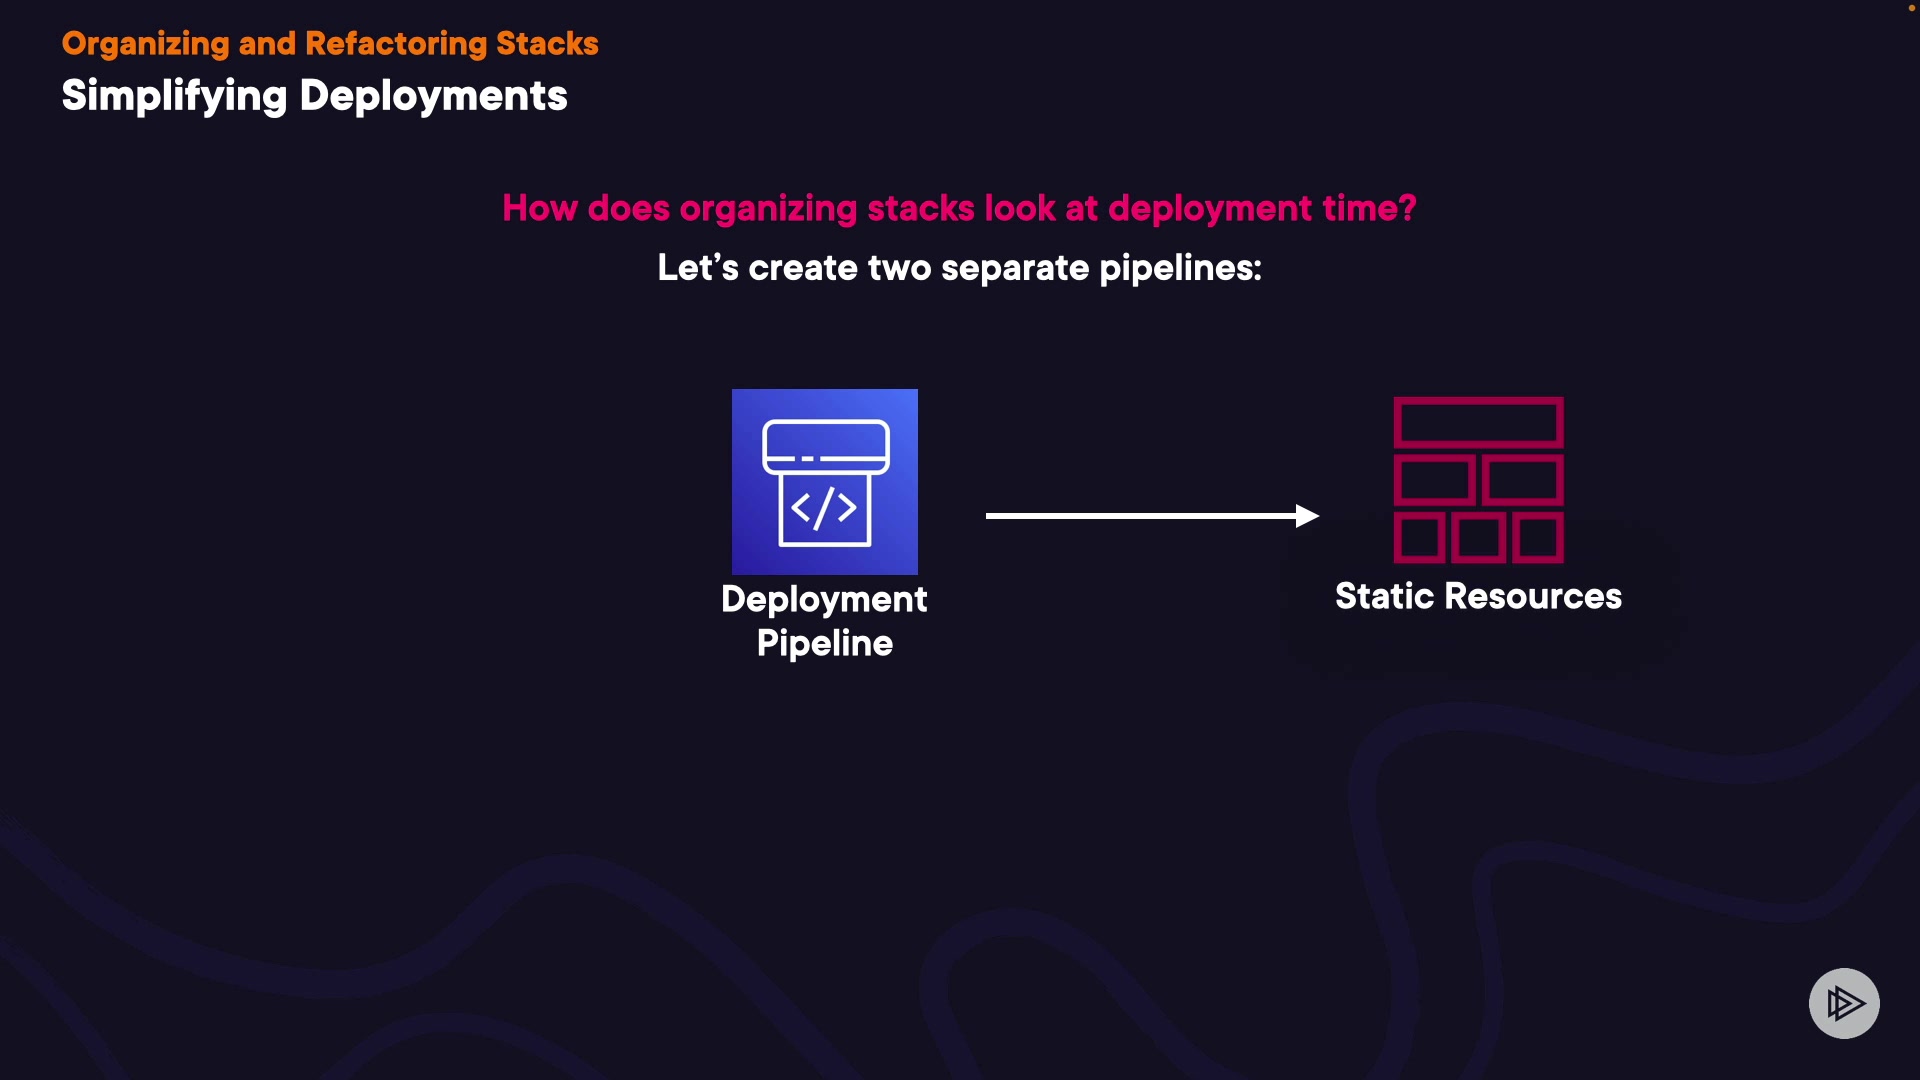 Organizing and Refactoring Stacks
Simplifying Deployments
How does organizing stacks look at deployment time?
Let’s create two separate pipelines:
</>
Deployment
Pipeline
Static Resources